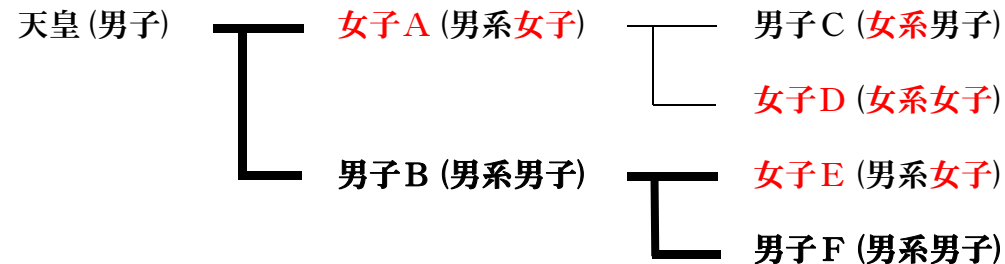 天皇 (男子)
女子A (男系女子)
男子C (女系男子)
女子D (女系女子)
男子B (男系男子)
女子E (男系女子)
男子F (男系男子)